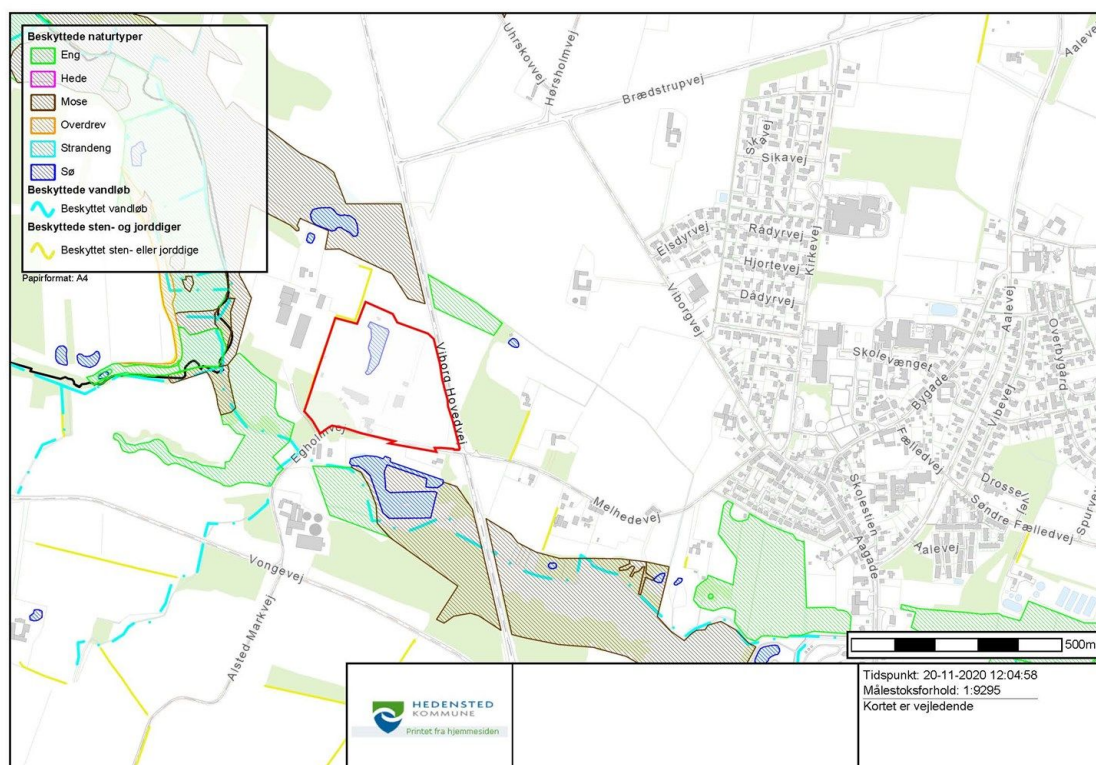 Beskyttede naturtyper
Eng
Hede
Mose
Overdrev
Strandeng
Sø
Beskyttede vandløb
Beskyttet vandløb
Beskyttede sten- og jorddiger
Beskyttet sten- eller jorddige
Papirformat: A4
Uhrskovvej
Hørsholmvej
Brædstrupvej
Aalevej
Skavej
Sikavej
Elsdyrvej
Rådyrvej
Kirkevej
Hjortevej
Dådyrvej
Viborgvej
Viborg Hovedvej
Skolevænget
Bygade
Aalevej
Overbygård
Vibevej
Fælledvej
Egholmvej
Melhedevej
Skolestien
Drosselvej
Søndre Fælledvej
Spurvej
Aalevej
Aagade
Vongevej
Alsted-Markvej
500m
HEDENSTED
KOMMUNE
Printet fra hjemmesiden
Tidspunkt: 20-11-2020 12:04:58
Målestoksforhold: 1:9295
Kortet er vejledende